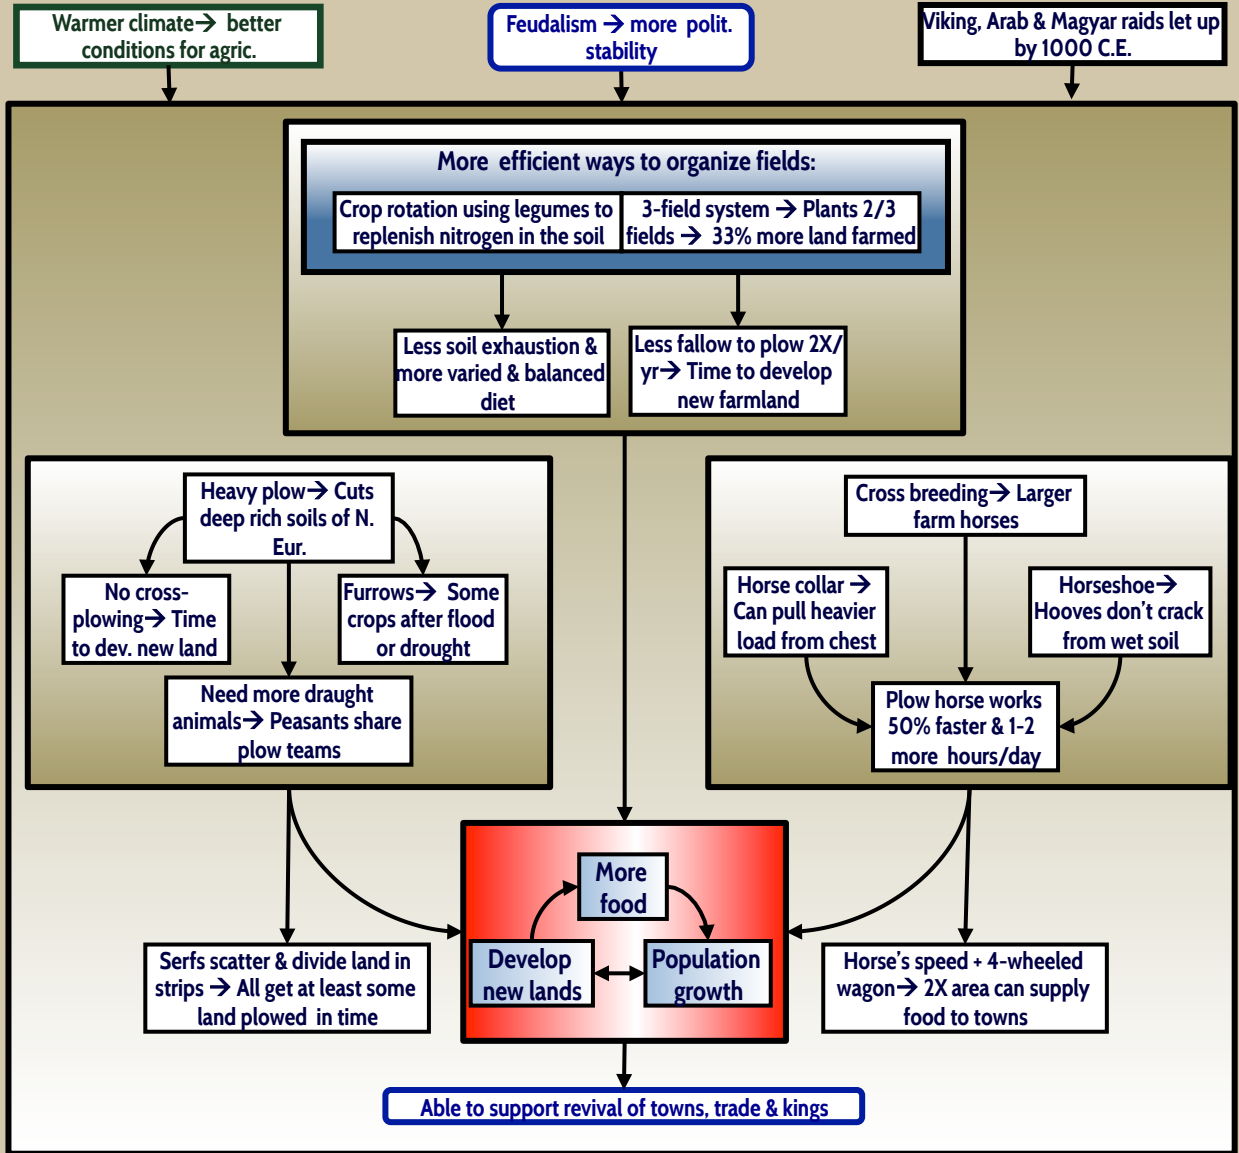 Warmer climate→ better
conditions for agric.
Feudalism → more polit.
stability
Viking, Arab & Magyar raids let up
by 1000 C.E.
More efficient ways to organize fields:
Crop rotation using legumes to
replenish nitrogen in the soil
3-field system → Plants 2/3
fields → 33% more land farmed
Less soil exhaustion &
more varied & balanced
diet
Less fallow to plow 2X/
yr→ Time to develop
new farmland
Heavy plow→ Cuts
deep rich soils of N.
Eur.
No cross-
plowing→ Time
to dev. new land
Furrows→ Some
crops after flood
or drought
Need more draught
animals→ Peasants share
plow teams
Cross breeding→ Larger
farm horses
Horse collar →
Can pull heavier
load from chest
Horseshoe→
Hooves don't crack
from wet soil
Plow horse works
50% faster & 1-2
more hours/day
More
food
Develop
new lands
Population
growth
Serfs scatter & divide land in
strips → All get at least some
land plowed in time
Horse's speed + 4-wheeled
wagon→ 2X area can supply
food to towns
Able to support revival of towns, trade & kings